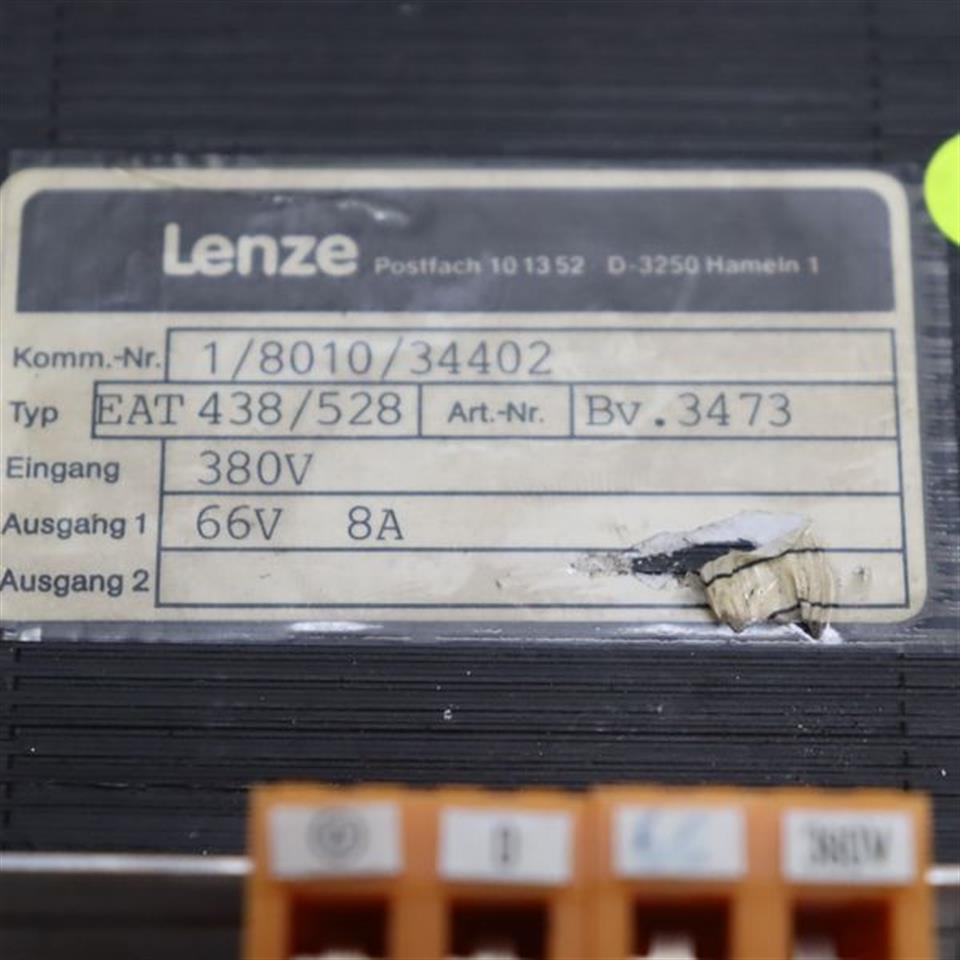 Lenze Postfach 10 13 52 D-3250 Hameln 1
Komm.-Nr. 1/8010/34402
Typ EAT 438/528 Art.-Nr. Bv.3473
Eingang 380V
Ausgang 1 66V 8A
Ausgang 2
0